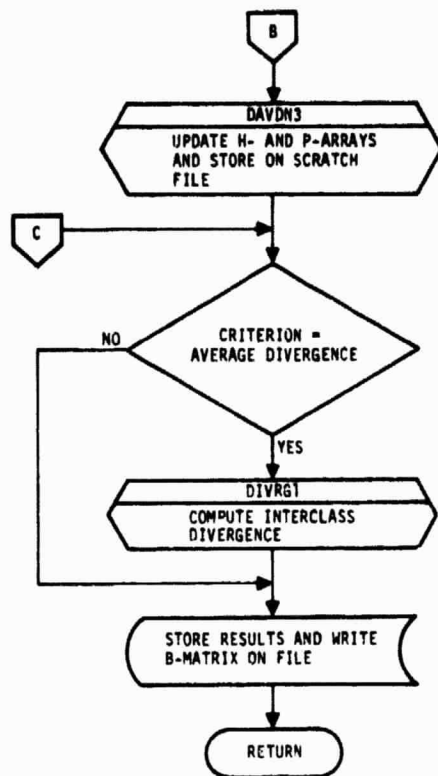 B
DAVDN3
UPDATE H- AND P-ARRAYS
AND STORE ON SCRATCH
FILE
C
CRITERION =
AVERAGE DIVERGENCE
NO
YES
DIVRG1
COMPUTE INTERCLASS
DIVERGENCE
STORE RESULTS AND WRITE
B-MATRIX ON FILE
RETURN